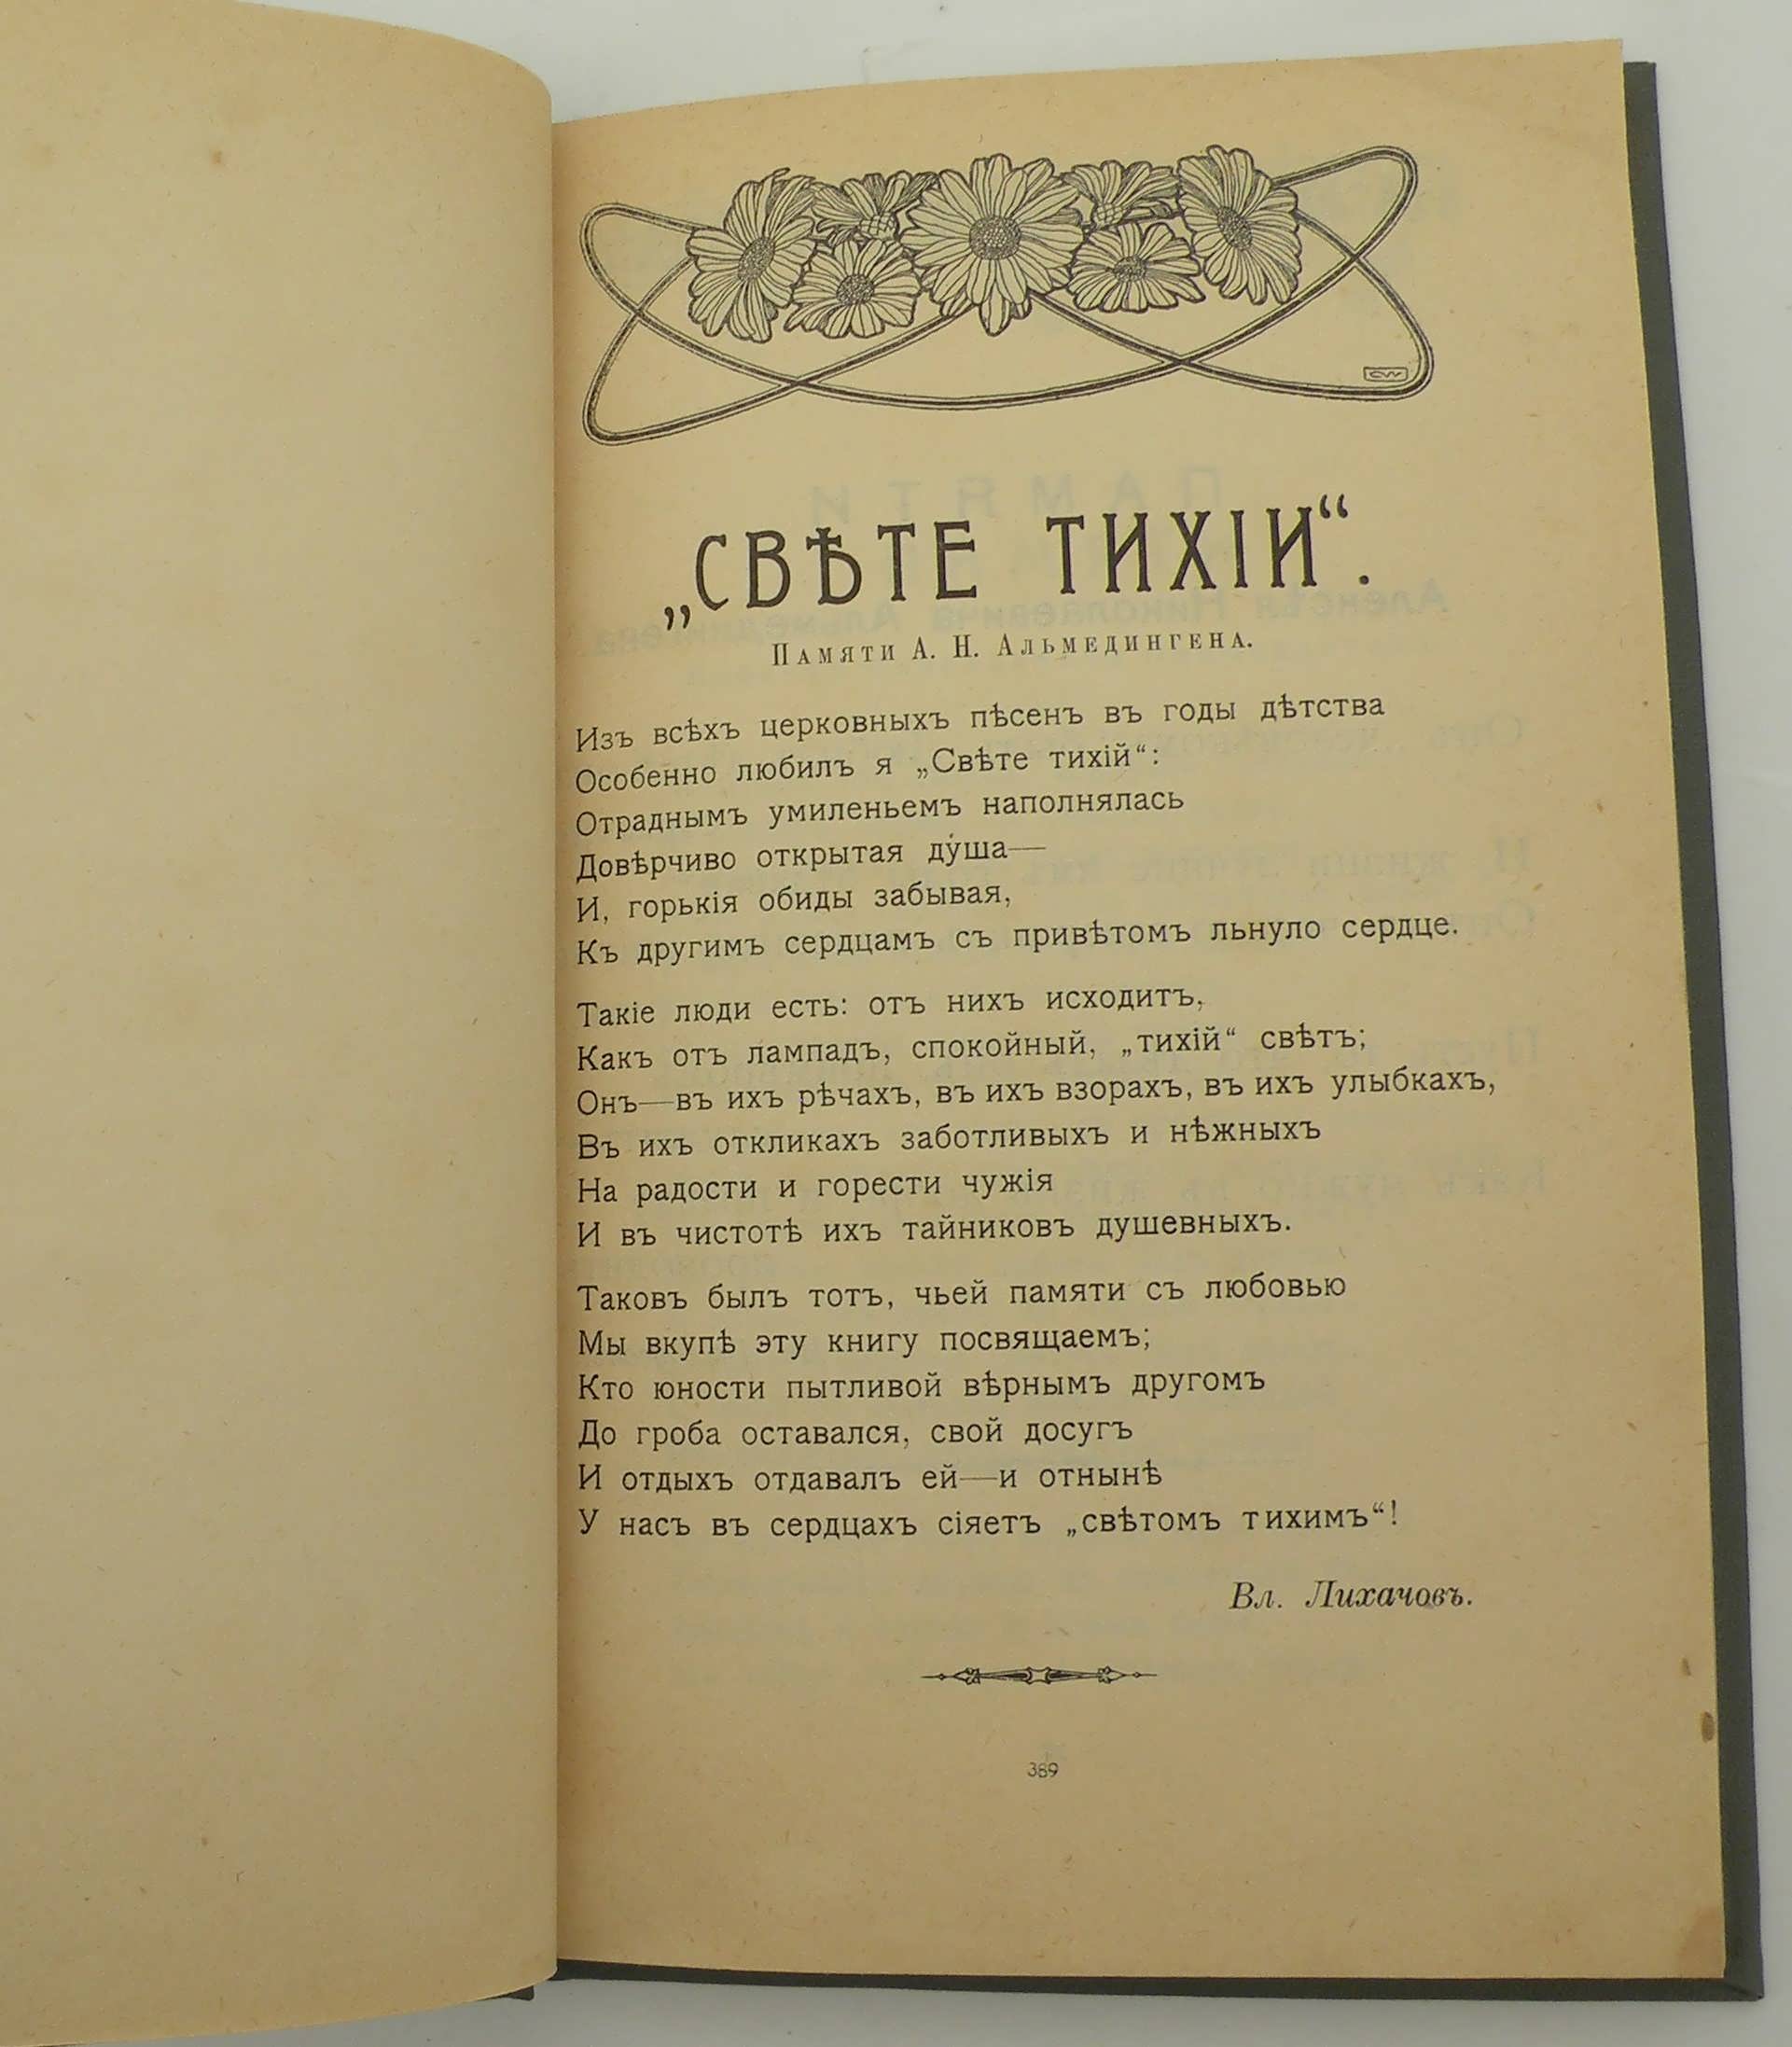 CW
„СВѢТЕ ТИХІИ“.
Памяти А. Н. Альмедингена.
Изъ всѣхъ церковныхъ пѣсенъ въ годы дѣтства
Особенно любилъ я „Свѣте тихій“:
Отраднымъ умиленьемъ наполнялась
Довѣрчиво открытая ду́ша—
И, горькія обиды забывая,
Къ другимъ сердцамъ съ привѣтомъ льнуло сердце.
Такіе люди есть: отъ нихъ исходитъ,
Какъ отъ лампадъ, спокойный, „тихій“ свѣтъ;
Онъ—въ ихъ рѣчахъ, въ ихъ взорахъ, въ ихъ улыбкахъ,
Въ ихъ откликахъ заботливыхъ и нѣжныхъ
На радости и горести чужія
И въ чистотѣ ихъ тайниковъ душевныхъ.
Таковъ былъ тотъ, чьей памяти съ любовью
Мы вкупѣ эту книгу посвящаемъ;
Кто юности пытливой вѣрнымъ другомъ
До гроба оставался, свой досугъ
И отдыхъ отдавалъ ей—и отнынѣ
У насъ въ сердцахъ сіяетъ „свѣтомъ тихимъ“!
Вл. Лихачовъ.
389